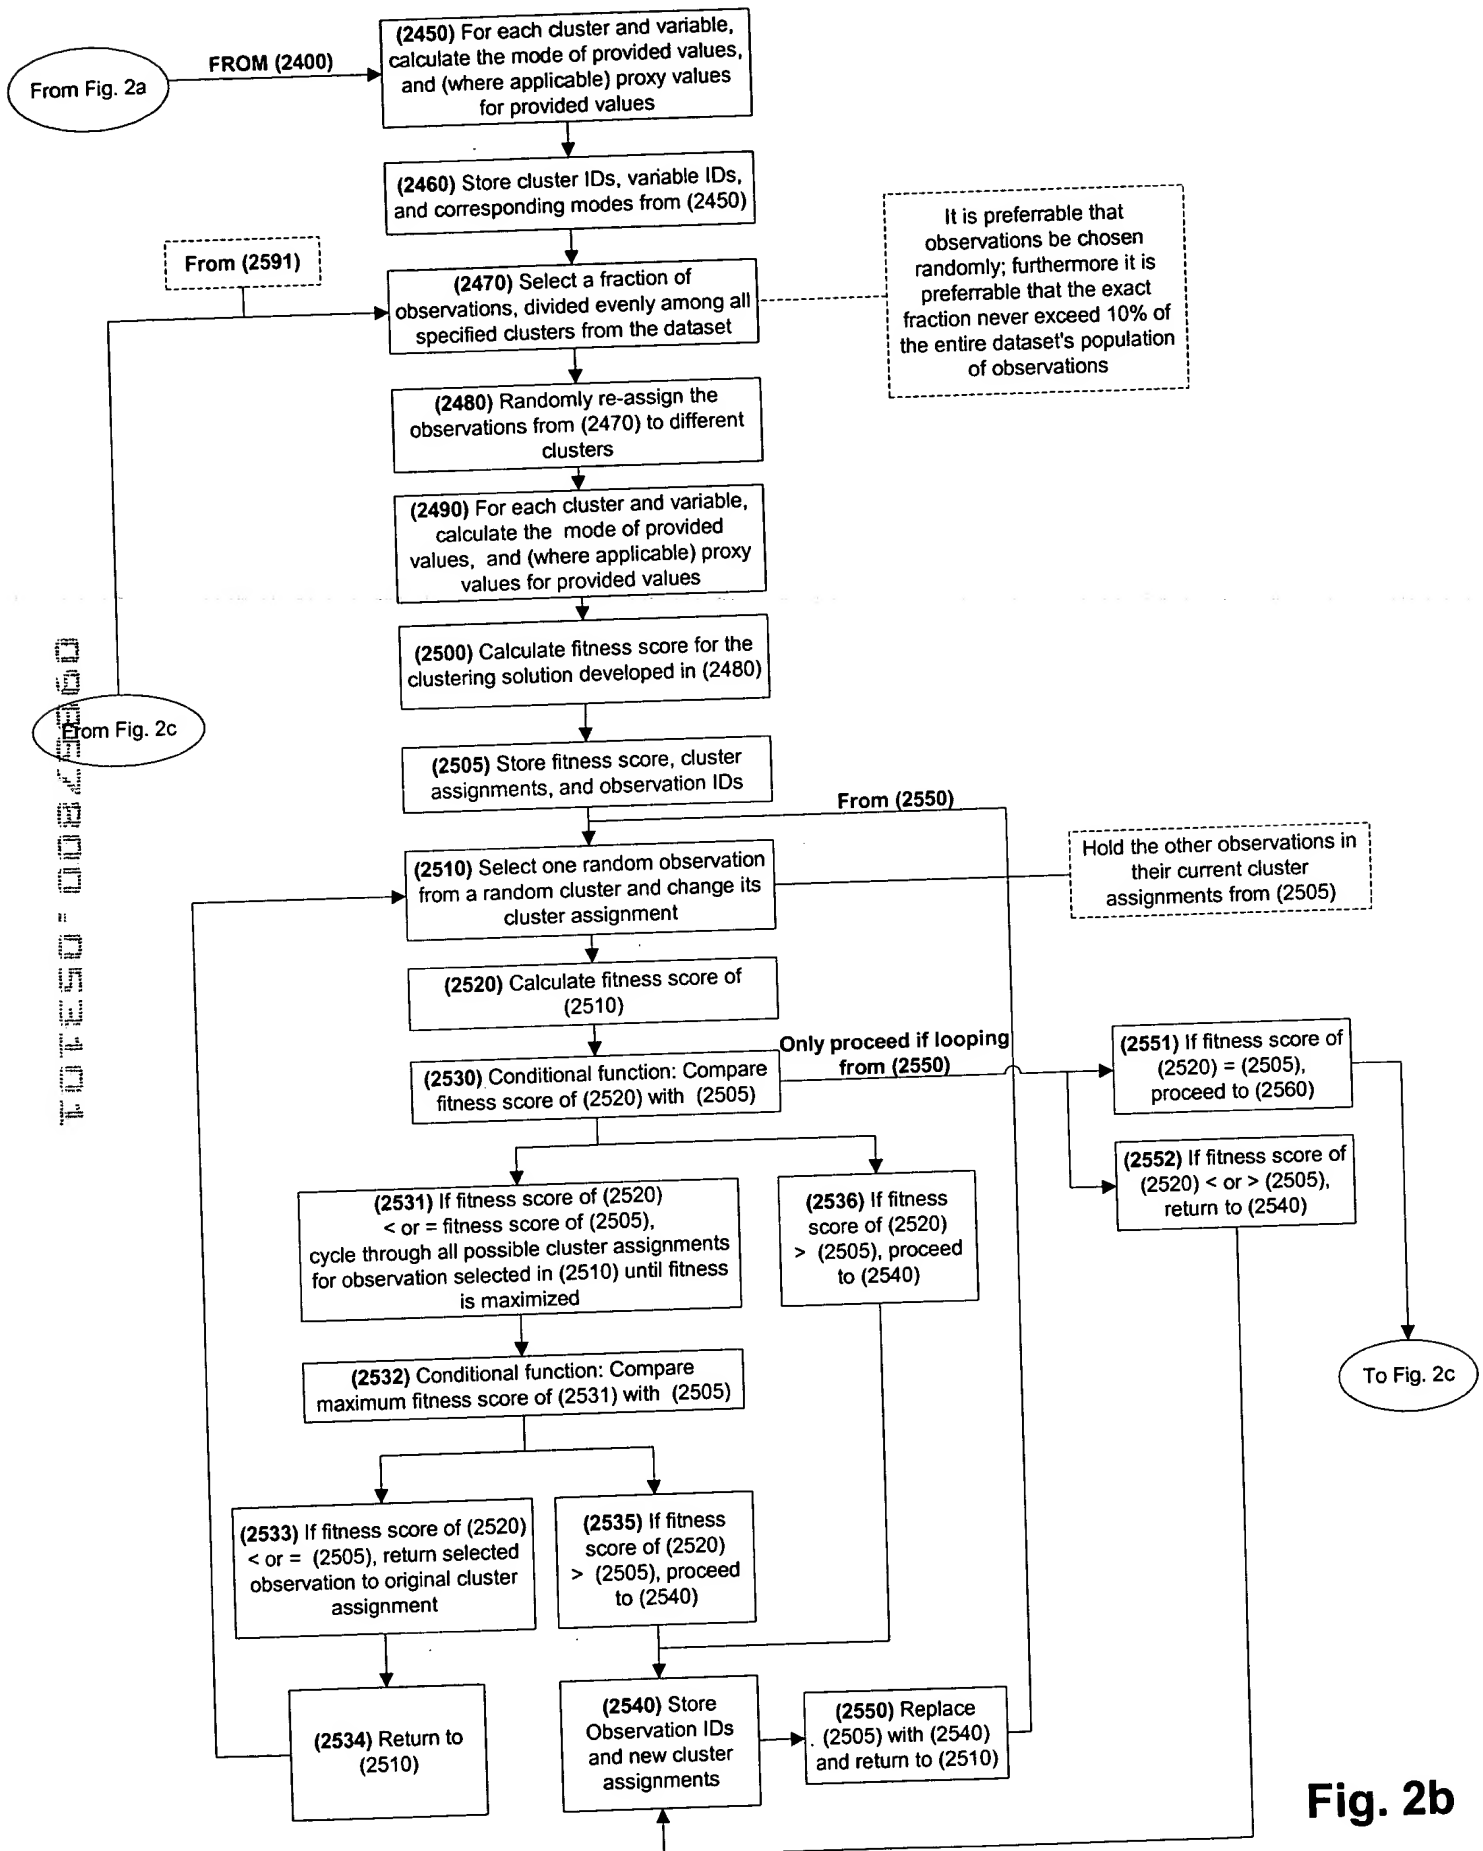 From Fig. 2a
FROM (2400)
(2450) For each cluster and variable,
calculate the mode of provided values,
and (where applicable) proxy values
for provided values
(2460) Store cluster IDs, variable IDs,
and corresponding modes from (2450)
From (2591)
(2470) Select a fraction of
observations, divided evenly among all
specified clusters from the dataset
It is preferrable that
observations be chosen
randomly; furthermore it is
preferrable that the exact
fraction never exceed 10% of
the entire dataset's population
of observations
(2480) Randomly re-assign the
observations from (2470) to different
clusters
(2490) For each cluster and variable,
calculate the mode of provided
values, and (where applicable) proxy
values for provided values
(2500) Calculate fitness score for the
clustering solution developed in (2480)
From Fig. 2c
(2505) Store fitness score, cluster
assignments, and observation IDs
From (2550)
(2510) Select one random observation
from a random cluster and change its
cluster assignment
Hold the other observations in
their current cluster
assignments from (2505)
(2520) Calculate fitness score of
(2510)
(2530) Conditional function: Compare
fitness score of (2520) with (2505)
Only proceed if looping
from (2550)
(2551) If fitness score of
(2520) = (2505),
proceed to (2560)
(2552) If fitness score of
(2520) < or > (2505),
return to (2540)
(2531) If fitness score of (2520)
< or = fitness score of (2505),
cycle through all possible cluster assignments
for observation selected in (2510) until fitness
is maximized
(2536) If fitness
score of (2520)
> (2505), proceed
to (2540)
(2532) Conditional function: Compare
maximum fitness score of (2531) with (2505)
To Fig. 2c
(2533) If fitness score of (2520)
< or = (2505), return selected
observation to original cluster
assignment
(2535) If fitness
score of (2520)
> (2505), proceed
to (2540)
(2534) Return to
(2510)
(2540) Store
Observation IDs
and new cluster
assignments
(2550) Replace
(2505) with (2540)
and return to (2510)
Fig. 2b